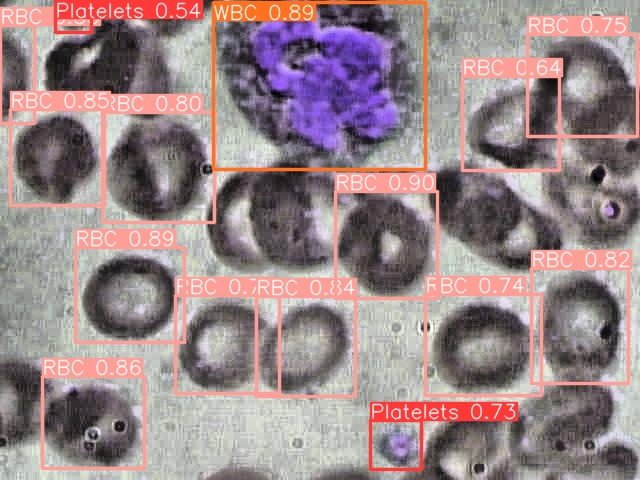 RBC
Platelets 0.54
WBC 0.89
RBC 0.75
RBC 0.64
RBC 0.85
RBC 0.80
RBC 0.90
RBC 0.89
RBC 0.82
RBC 0.84
RBC 0.74
RBC 0.86
Platelets 0.73